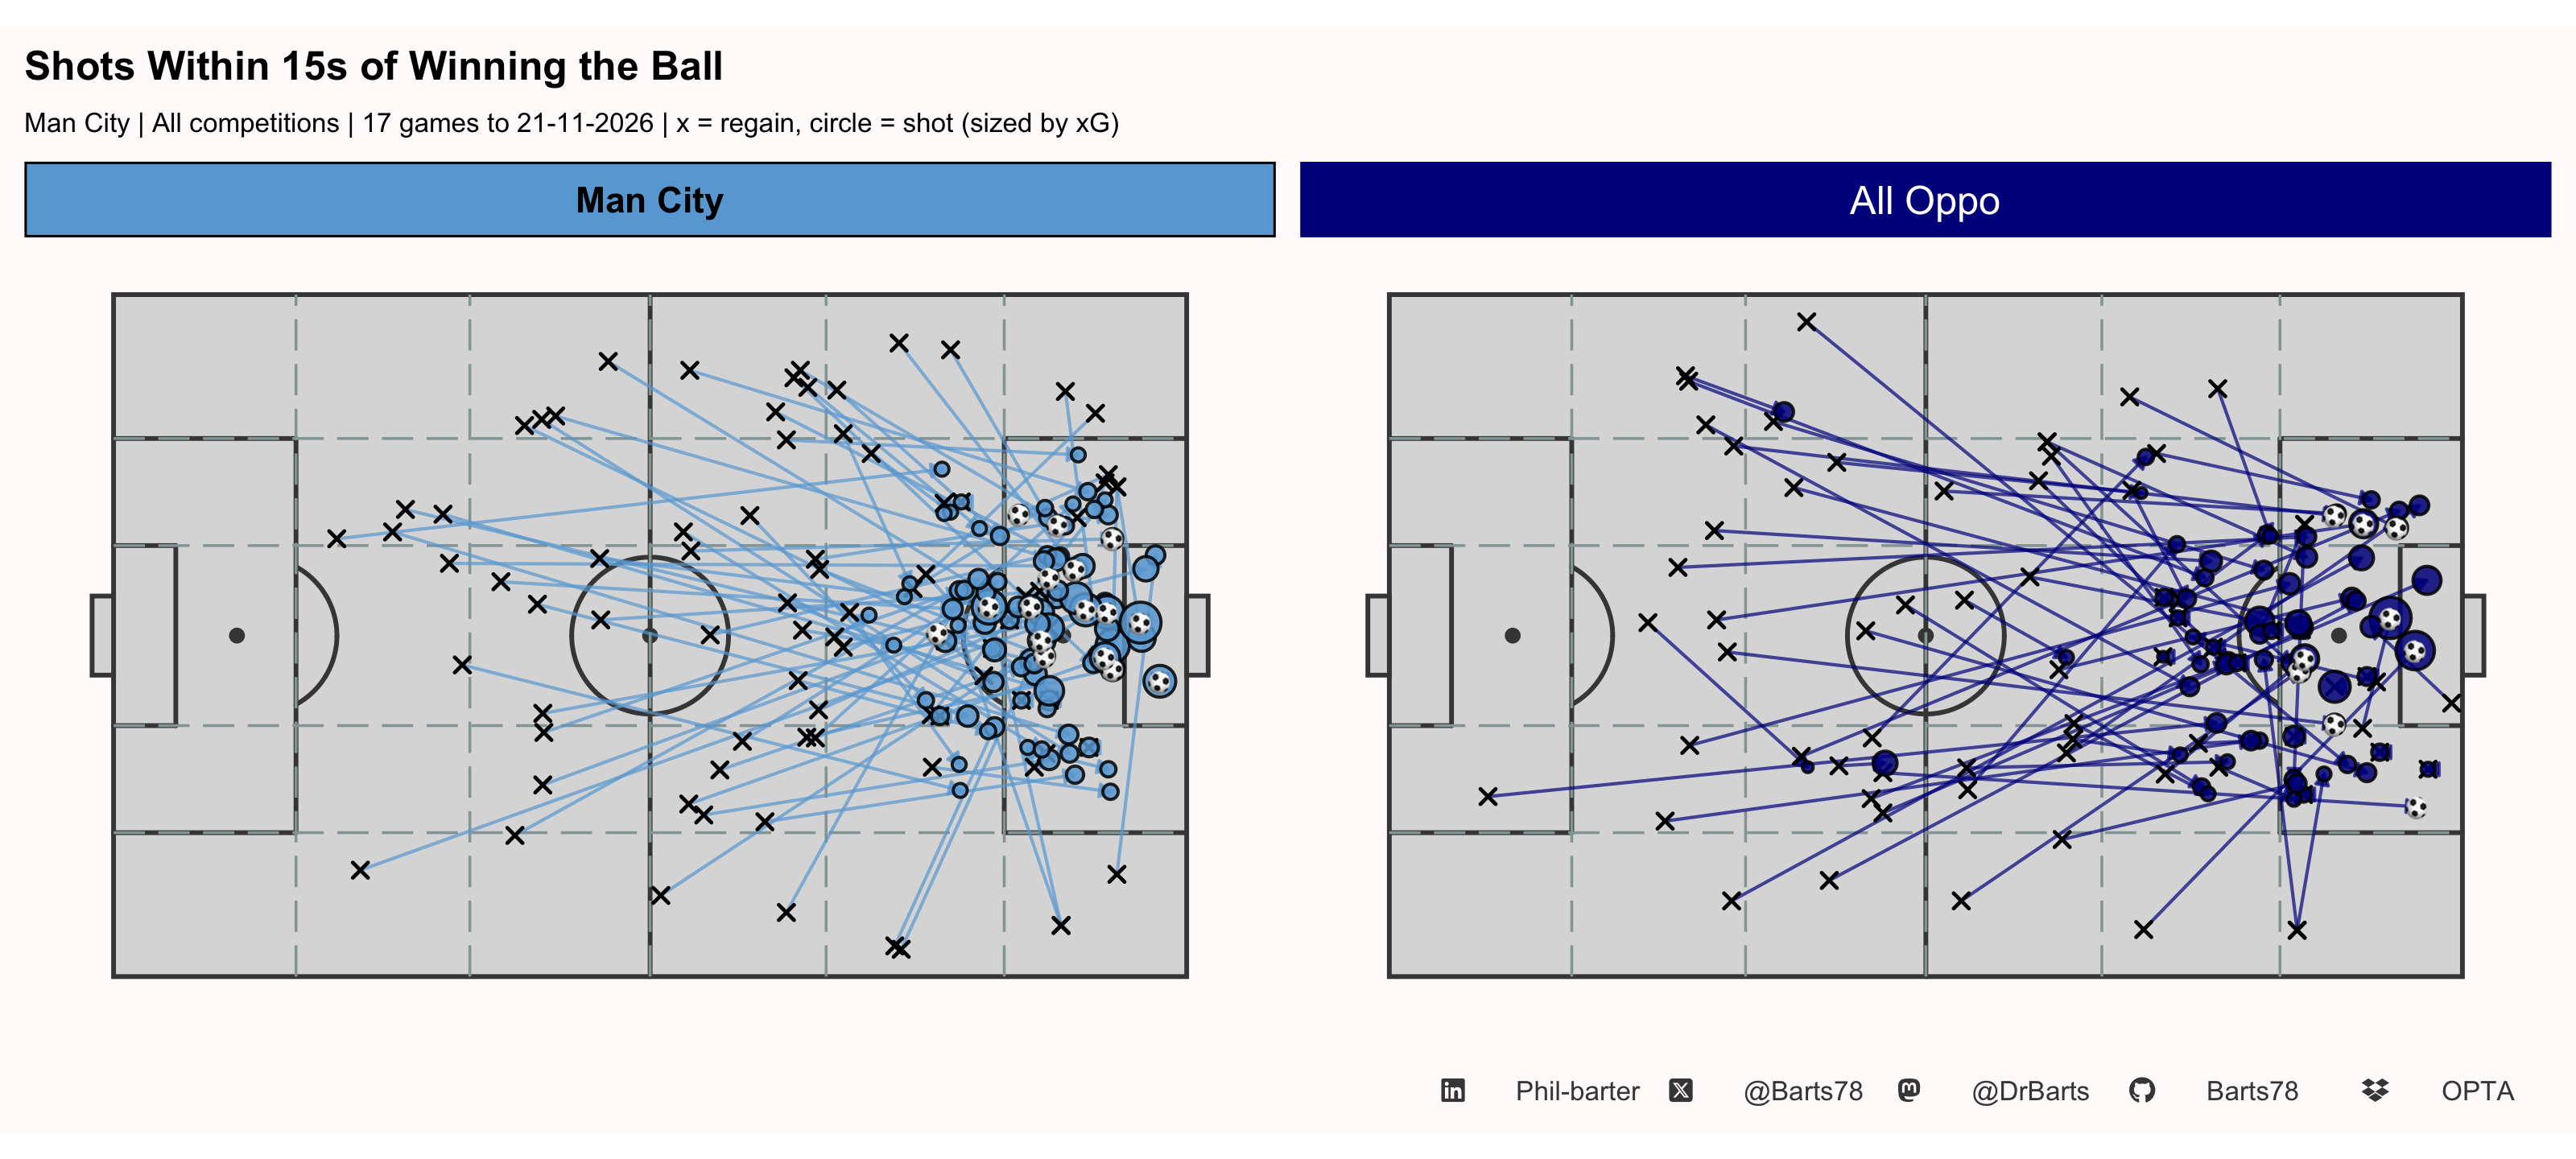 Shots Within 15s of Winning the Ball
Man City | All competitions | 17 games to 21-11-2026 | x = regain, circle = shot (sized by xG)
Man City
All Oppo
Phil-barter @Barts78 @DrBarts Barts78 OPTA